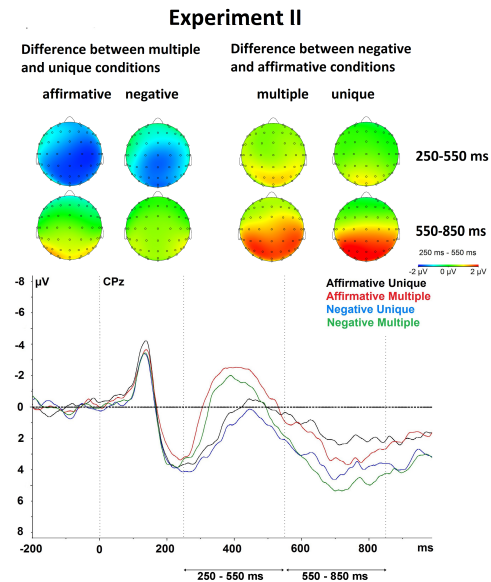 Experiment II
Difference between multiple
and unique conditions
Difference between negative
and affirmative conditions
affirmative negative
multiple unique
250-550 ms
550-850 ms
250 ms - 550 ms
-2 µV 0 µV 2 µV
Affirmative Unique
Affirmative Multiple
Negative Unique
Negative Multiple
-8 µV CPz
-6
-4
-2
0
2
4
6
8
-200 0 200 400 600 800 ms
250 - 550 ms 550 - 850 ms